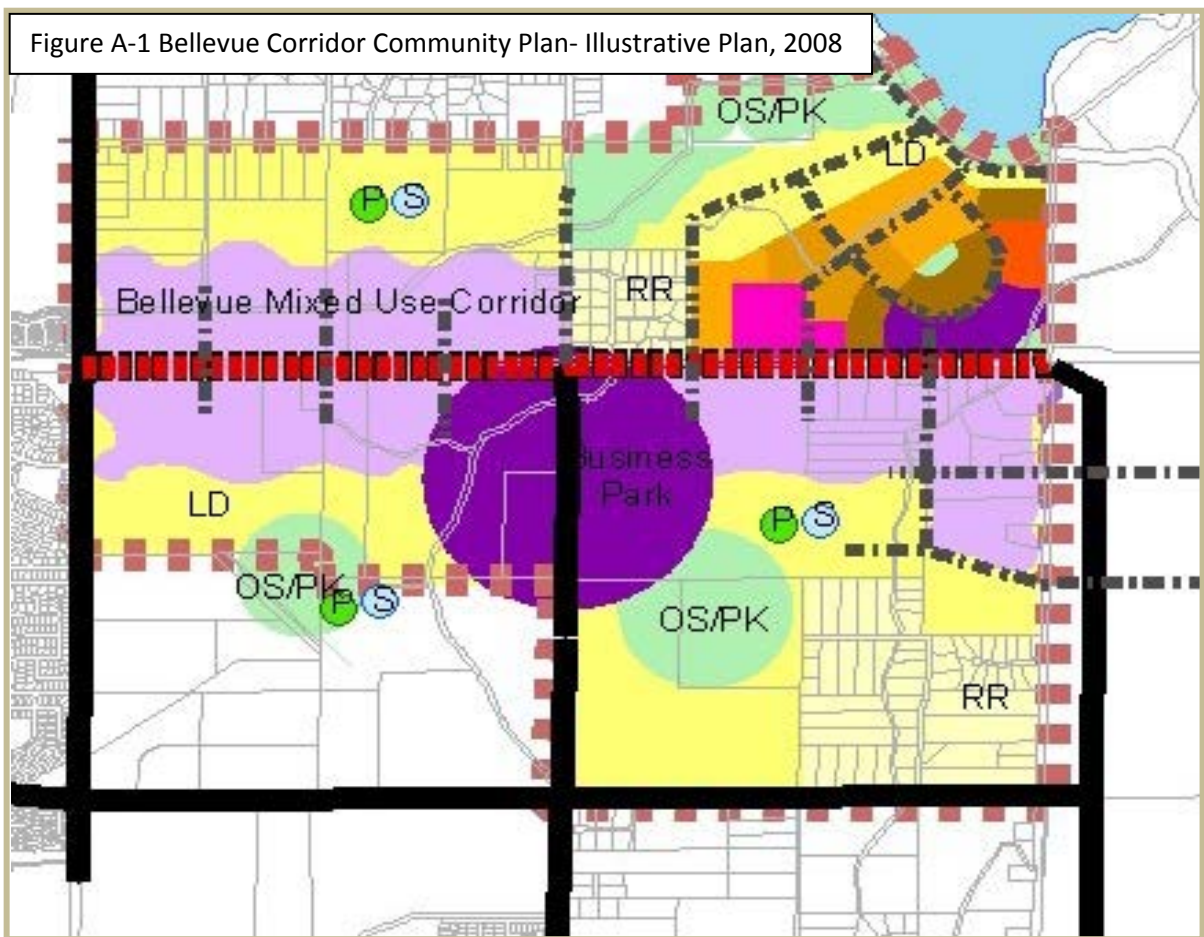 Figure A-1 Bellevue Corridor Community Plan- Illustrative Plan, 2008
OS/PK
LD
P S
RR
Bellevue Mixed Use Corridor
Business
Park
LD
P S
OS/PK
P S
OS/PK
RR